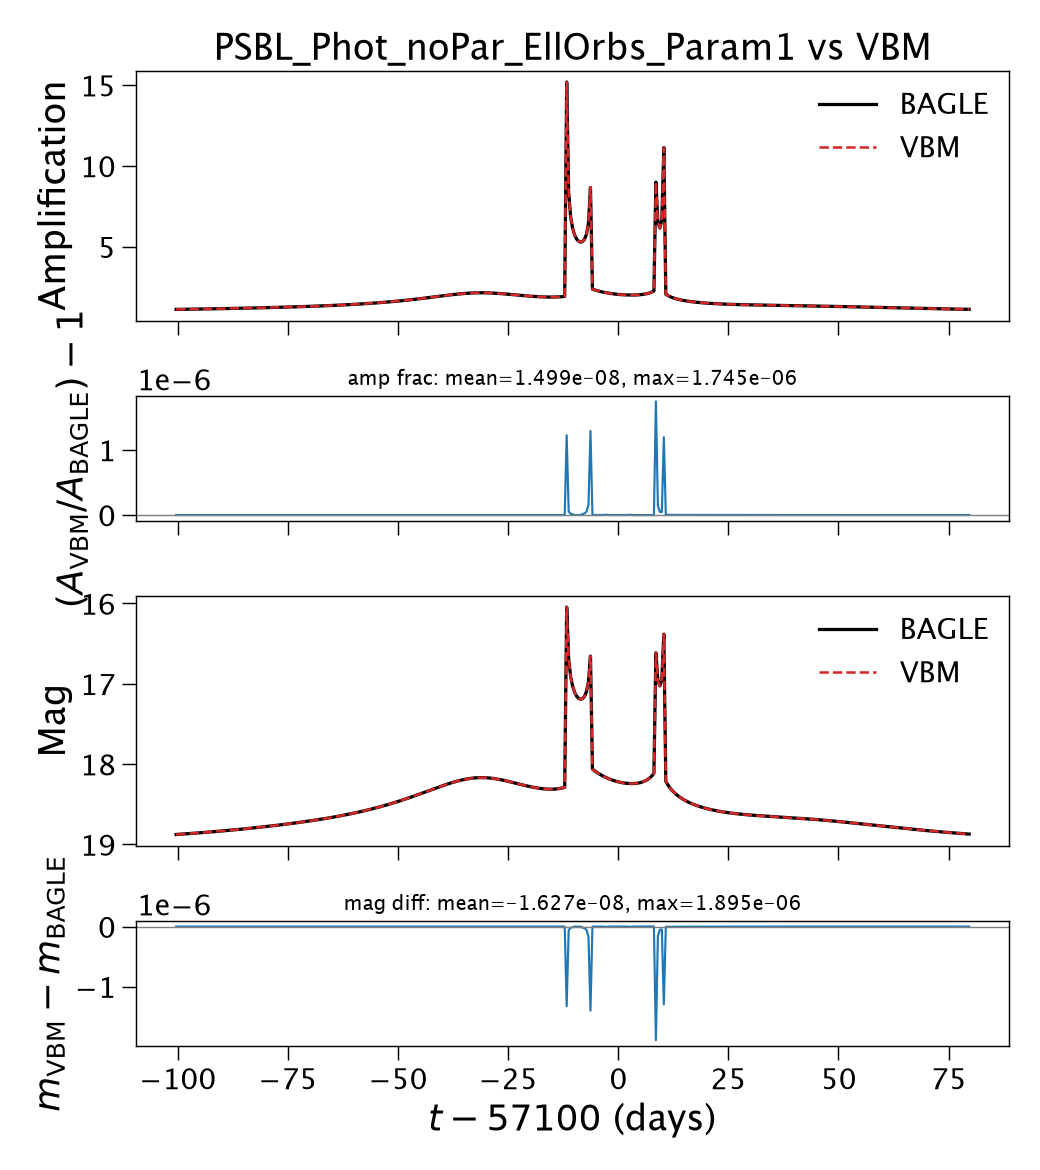 PSBL_Phot_noPar_EllOrbs_Param1 vs VBM
Amplification
15
10
5
BAGLE
VBM
(A_VBM/A_BAGLE) − 1
1e−6
amp frac: mean=1.499e-08, max=1.745e-06
1
0
Mag
16
17
18
19
BAGLE
VBM
m_VBM − m_BAGLE
1e−6
mag diff: mean=-1.627e-08, max=1.895e-06
0
−1
−100 −75 −50 −25 0 25 50 75
t − 57100 (days)